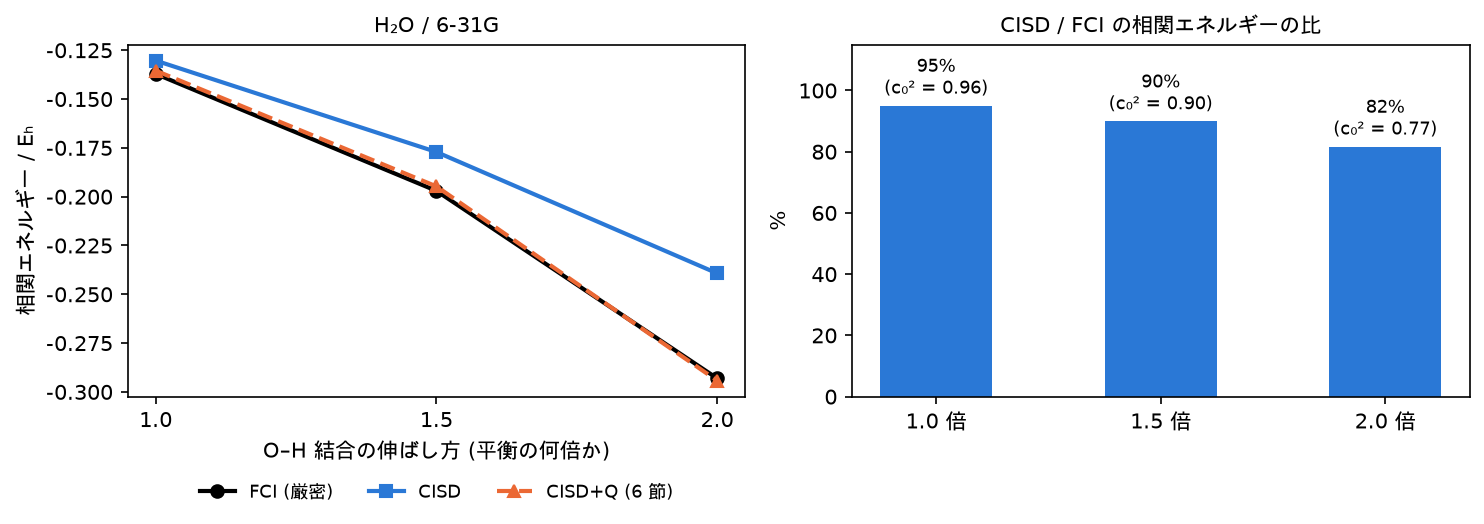 H₂O / 6-31G
相関エネルギー / Eₕ
-0.125
-0.150
-0.175
-0.200
-0.225
-0.250
-0.275
-0.300
1.0
1.5
2.0
O–H 結合の伸ばし方 (平衡の何倍か)
FCI (厳密)
CISD
CISD+Q (6 節)
CISD / FCI の相関エネルギーの比
%
100
80
60
40
20
0
95%
(c₀² = 0.96)
90%
(c₀² = 0.90)
82%
(c₀² = 0.77)
1.0 倍
1.5 倍
2.0 倍